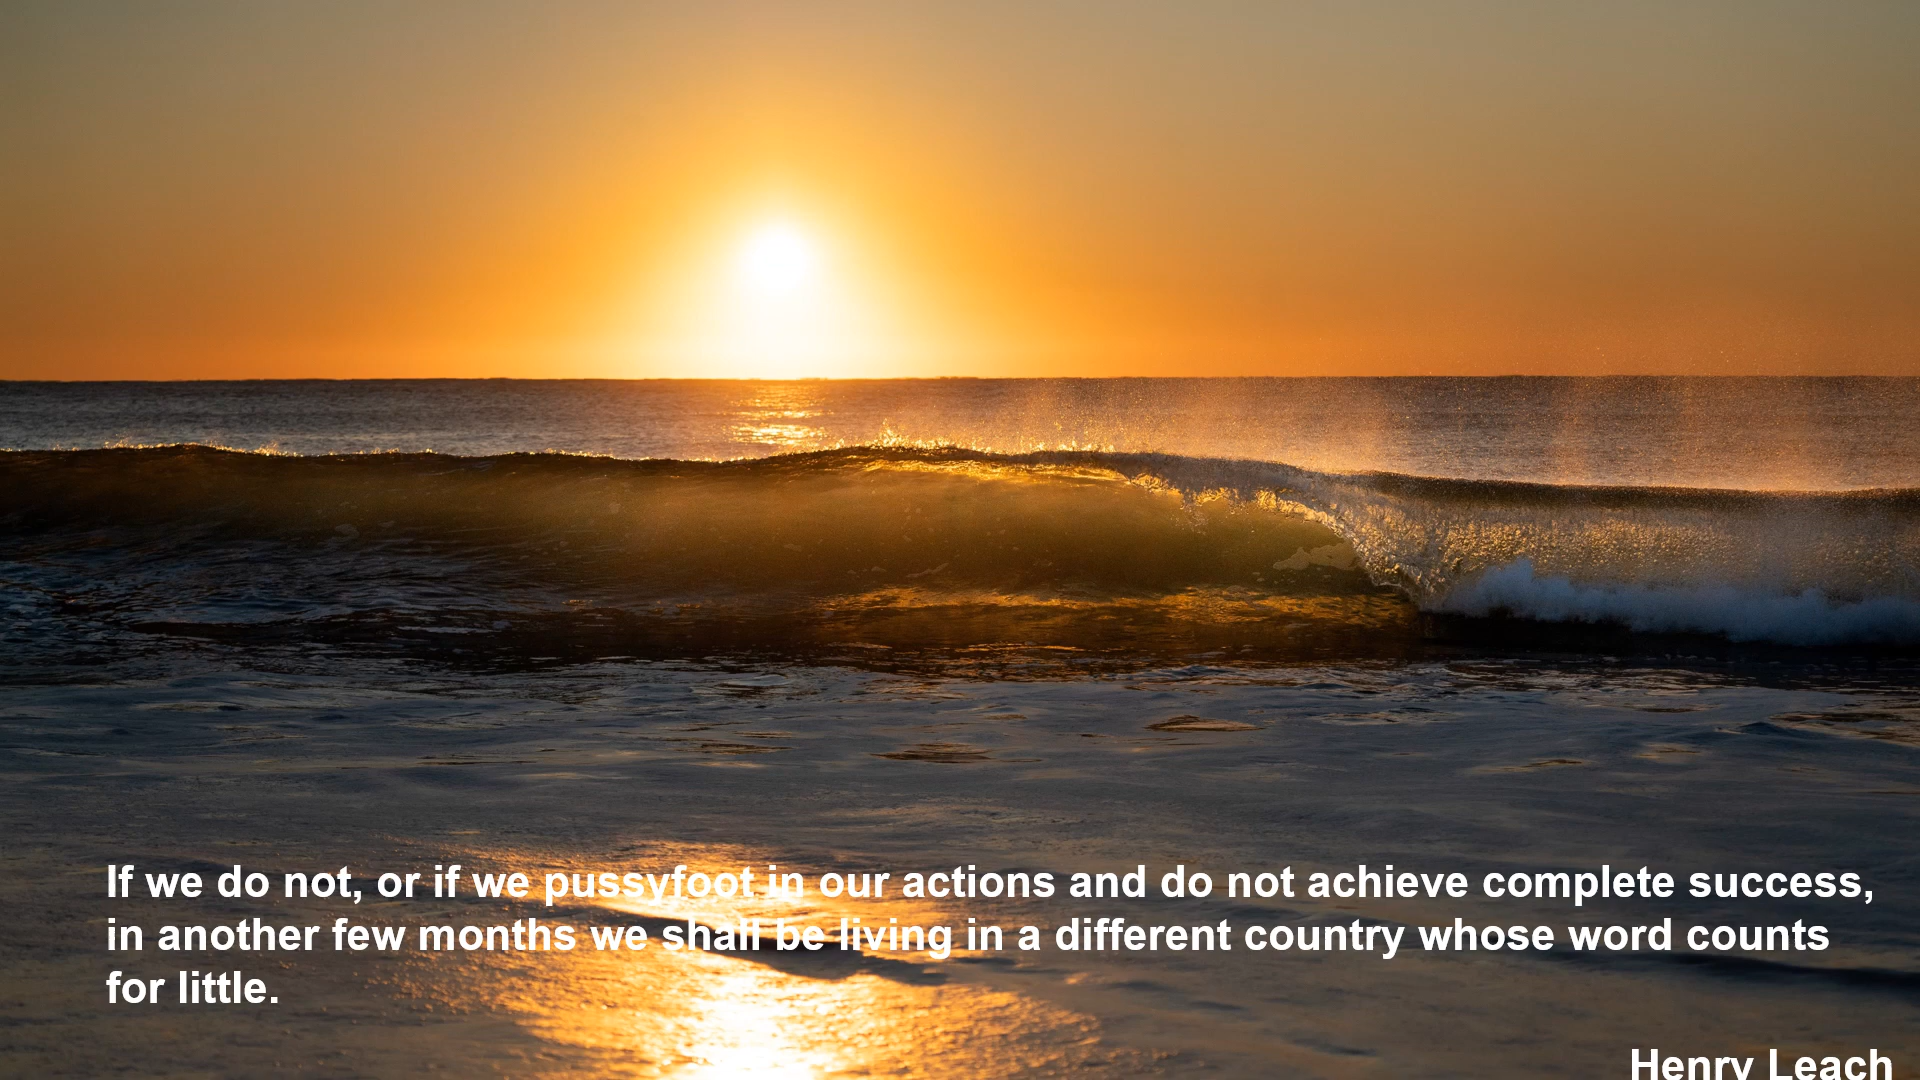 If we do not, or if we pussyfoot in our actions and do not achieve complete success,
in another few months we shall be living in a different country whose word counts
for little.
Henry Leach